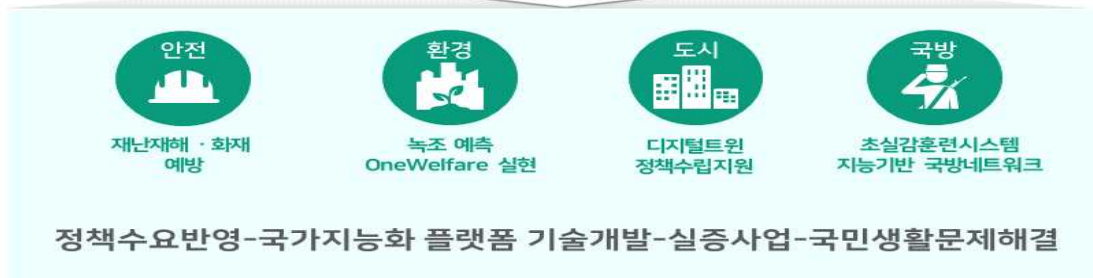 안전
재난재해 · 화재
예방
환경
녹조 예측
OneWelfare 실현
도시
디지털트윈
정책수립지원
국방
초실감훈련시스템
지능기반 국방네트워크
정책수요반영-국가지능화 플랫폼 기술개발-실증사업-국민생활문제해결